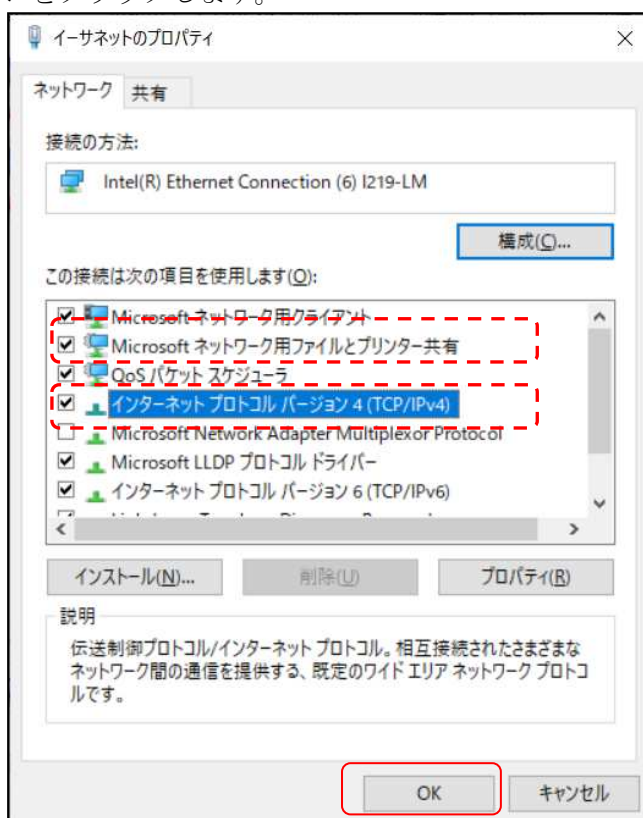 をクリックします。
イーサネットのプロパティ
ネットワーク 共有
接続の方法:
Intel(R) Ethernet Connection (6) I219-LM
構成(C)...
この接続は次の項目を使用します(O):
Microsoft ネットワーク用クライアント
Microsoft ネットワーク用ファイルとプリンター共有
QoS パケット スケジューラ
インターネット プロトコル バージョン 4 (TCP/IPv4)
Microsoft Network Adapter Multiplexor Protocol
Microsoft LLDP プロトコル ドライバー
インターネット プロトコル バージョン 6 (TCP/IPv6)
インストール(N)... 削除(U) プロパティ(R)
説明
伝送制御プロトコル/インターネット プロトコル。相互接続されたさまざまな
ネットワーク間の通信を提供する、既定のワイド エリア ネットワーク プロトコ
ルです。
OK キャンセル